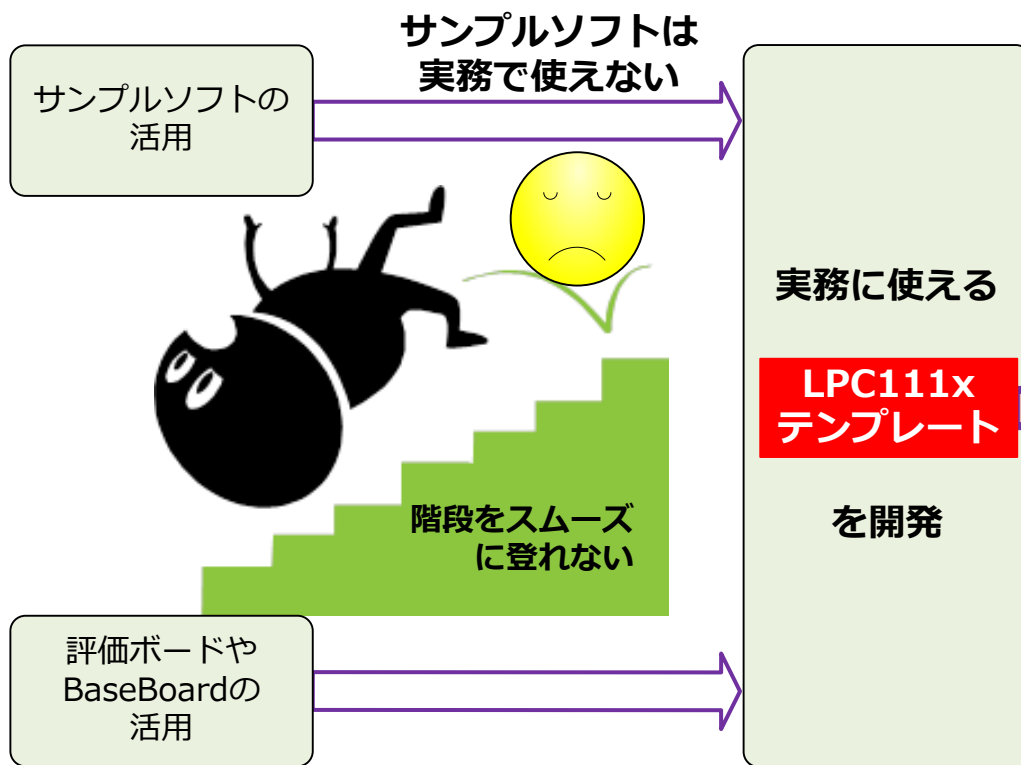 サンプルソフトは
実務で使えない
サンプルソフトの
活用
実務に使える
LPC111x
テンプレート
を開発
階段をスムーズ
に登れない
評価ボードや
BaseBoardの
活用